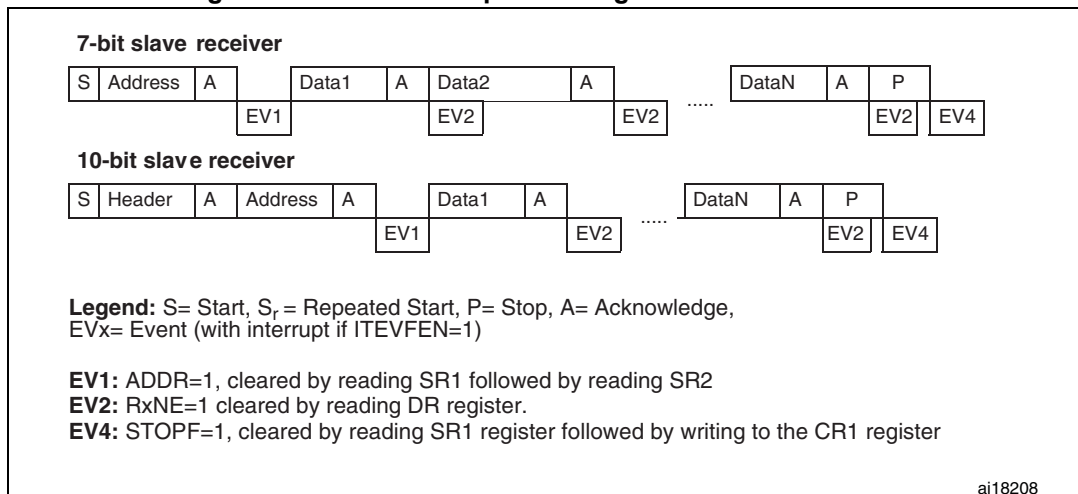 7-bit slave receiver
S Address A Data1 A Data2 A ..... DataN A P
EV1 EV2 EV2 EV2 EV4
10-bit slave receiver
S Header A Address A Data1 A ..... DataN A P
EV1 EV2 EV2 EV4
Legend: S= Start, Sr = Repeated Start, P= Stop, A= Acknowledge,
EVx= Event (with interrupt if ITEVFEN=1)
EV1: ADDR=1, cleared by reading SR1 followed by reading SR2
EV2: RxNE=1 cleared by reading DR register.
EV4: STOPF=1, cleared by reading SR1 register followed by writing to the CR1 register
ai18208